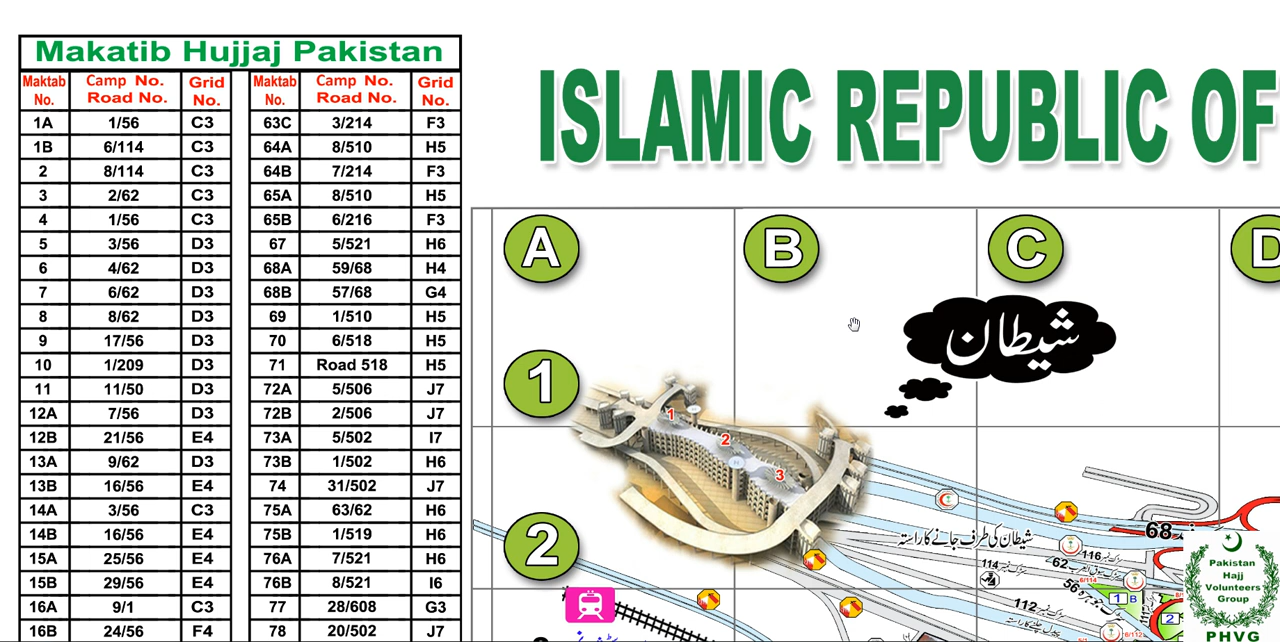 Makatib Hujjaj Pakistan
Maktab No. Camp No. Road No. Grid No. Maktab No. Camp No. Road No. Grid No.
1A 1/56 C3 63C 3/214 F3
1B 6/114 C3 64A 8/510 H5
2 8/114 C3 64B 7/214 F3
3 2/62 C3 65A 8/510 H5
4 1/56 C3 65B 6/216 F3
5 3/56 D3 67 5/521 H6
6 4/62 D3 68A 59/68 H4
7 6/62 D3 68B 57/68 G4
8 8/62 D3 69 1/510 H5
9 17/56 D3 70 6/518 H5
10 1/209 D3 71 Road 518 H5
11 11/50 D3 72A 5/506 J7
12A 7/56 D3 72B 2/506 J7
12B 21/56 E4 73A 5/502 I7
13A 9/62 D3 73B 1/502 H6
13B 16/56 E4 74 31/502 J7
14A 3/56 C3 75A 63/62 H6
14B 16/56 E4 75B 1/519 H6
15A 25/56 E4 76A 7/521 H6
15B 29/56 E4 76B 8/521 I6
16A 9/1 C3 77 28/608 G3
16B 24/56 F4 78 20/502 J7
ISLAMIC REPUBLIC OF
A B C D
شیطان
1
1
2
3
2
شیطان کی طرف جانے کا راستہ
68
116
62
114
56
6/114
1 B
112
2
6/112
Pakistan
Hajj
Volunteers
Group
PHVG